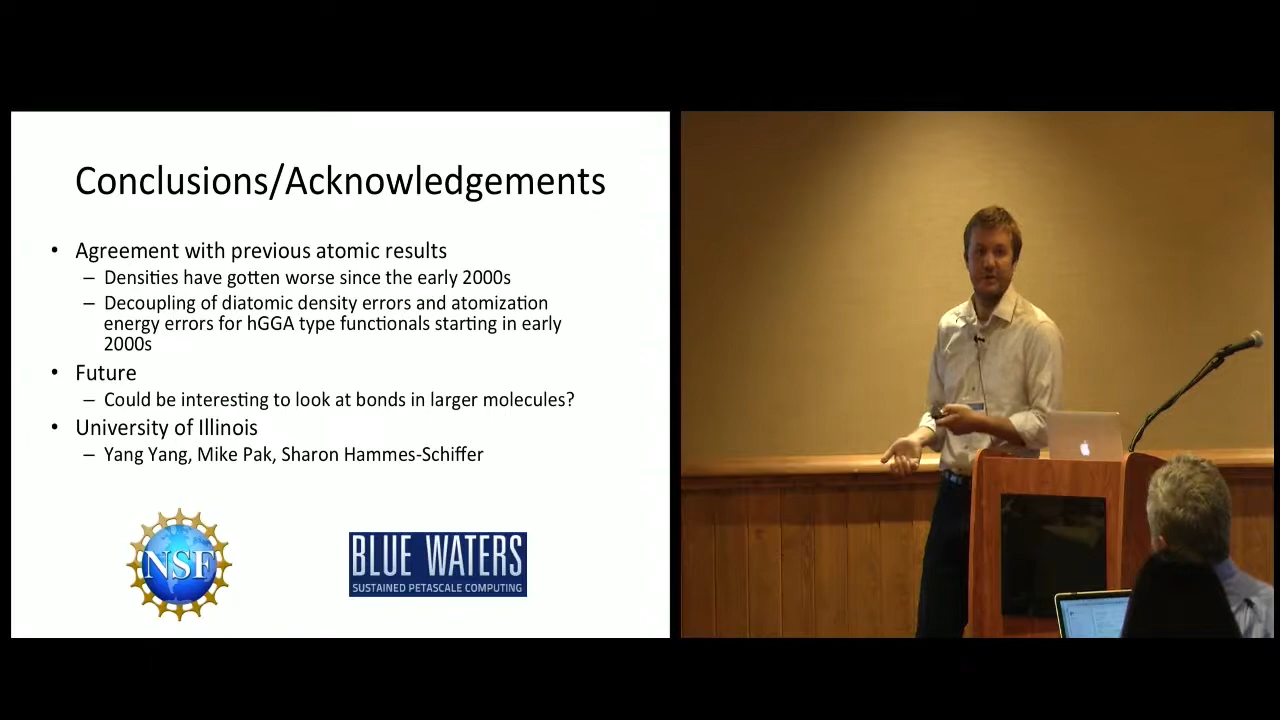 Conclusions/Acknowledgements
• Agreement with previous atomic results
– Densities have gotten worse since the early 2000s
– Decoupling of diatomic density errors and atomization
energy errors for hGGA type functionals starting in early
2000s
• Future
– Could be interesting to look at bonds in larger molecules?
• University of Illinois
– Yang Yang, Mike Pak, Sharon Hammes-Schiffer
NSF
BLUE WATERS
SUSTAINED PETASCALE COMPUTING